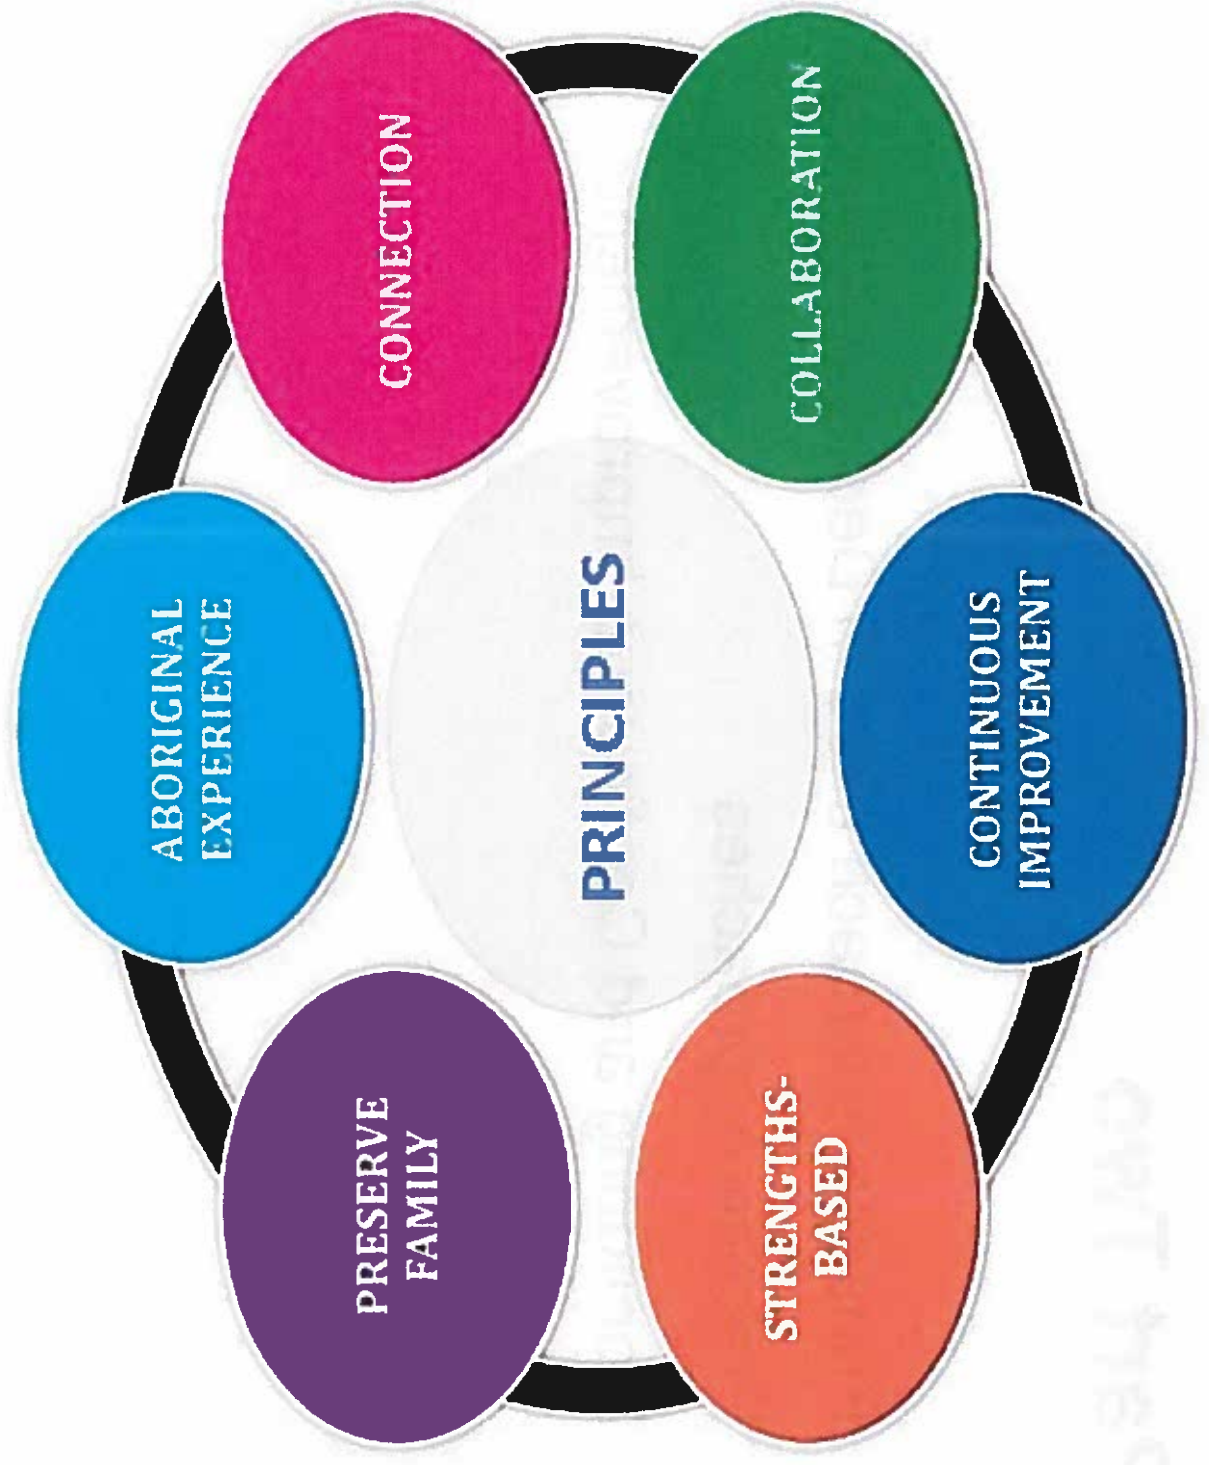 ABORIGINAL
EXPERIENCE
CONNECTION
COLLABORATION
CONTINUOUS
IMPROVEMENT
STRENGTHS-
BASED
PRESERVE
FAMILY
PRINCIPLES